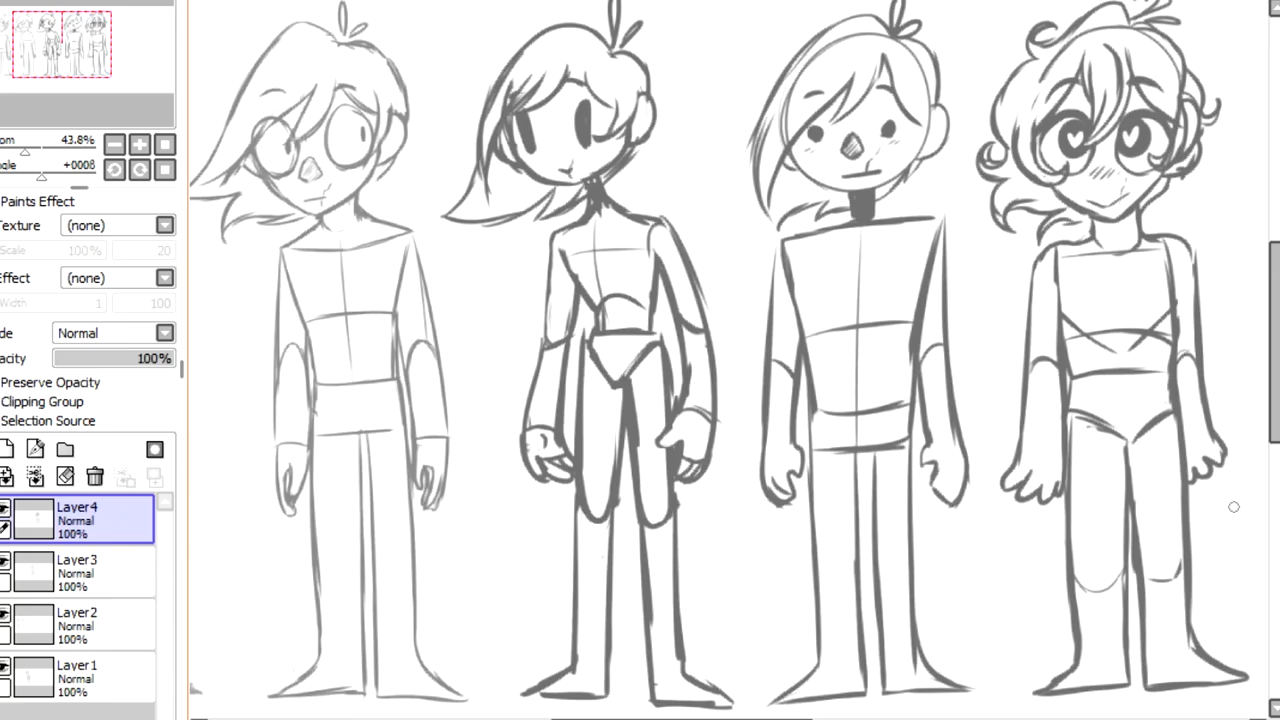 om 43.8%
gle +0008
Paints Effect
Texture (none)
Scale 100% 20
Effect (none)
Width 1 100
de Normal
acity 100%
Preserve Opacity
Clipping Group
Selection Source
Layer4
Normal
100%
Layer3
Normal
100%
Layer2
Normal
100%
Layer1
Normal
100%